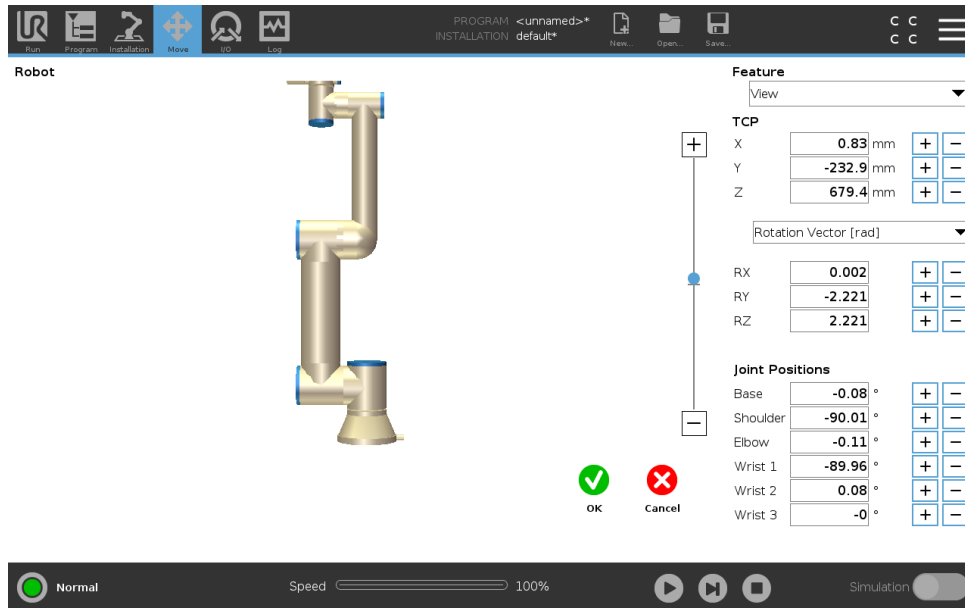 UR
Run
Program
Installation
Move
I/O
Log
PROGRAM <unnamed>*
INSTALLATION default*
New...
Open...
Save...
C C
C C
Robot
Feature
View
TCP
X 0.83 mm + −
Y -232.9 mm + −
Z 679.4 mm + −
Rotation Vector [rad]
RX 0.002 + −
RY -2.221 + −
RZ 2.221 + −
Joint Positions
Base -0.08 ° + −
Shoulder -90.01 ° + −
Elbow -0.11 ° + −
Wrist 1 -89.96 ° + −
Wrist 2 0.08 ° + −
Wrist 3 -0 ° + −
+
−
OK
Cancel
Normal
Speed 100%
Simulation